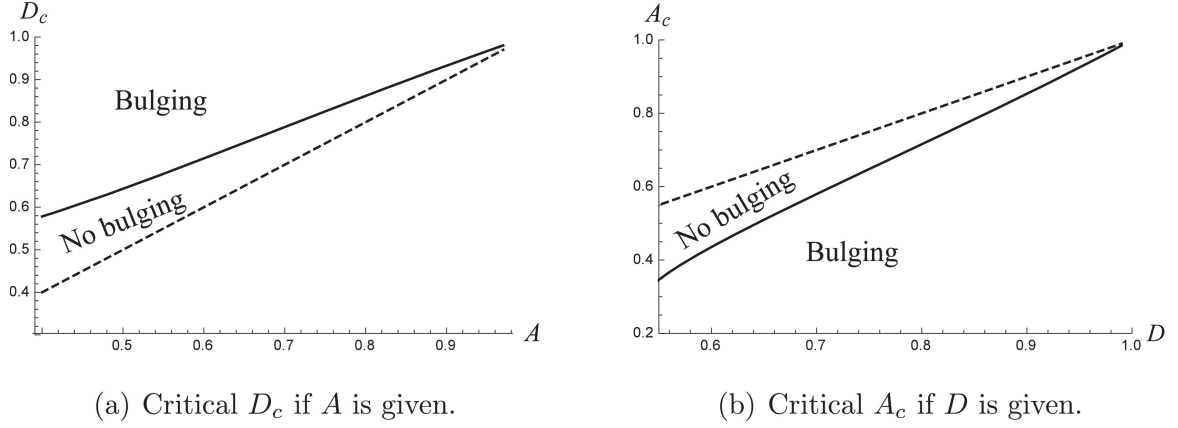 D_c
1.0
0.9
0.8
0.7
0.6
0.5
0.4
Bulging
No bulging
0.5 0.6 0.7 0.8 0.9
A
(a) Critical D_c if A is given.
A_c
1.0
0.8
0.6
0.4
0.2
No bulging
Bulging
0.6 0.7 0.8 0.9 1.0
D
(b) Critical A_c if D is given.